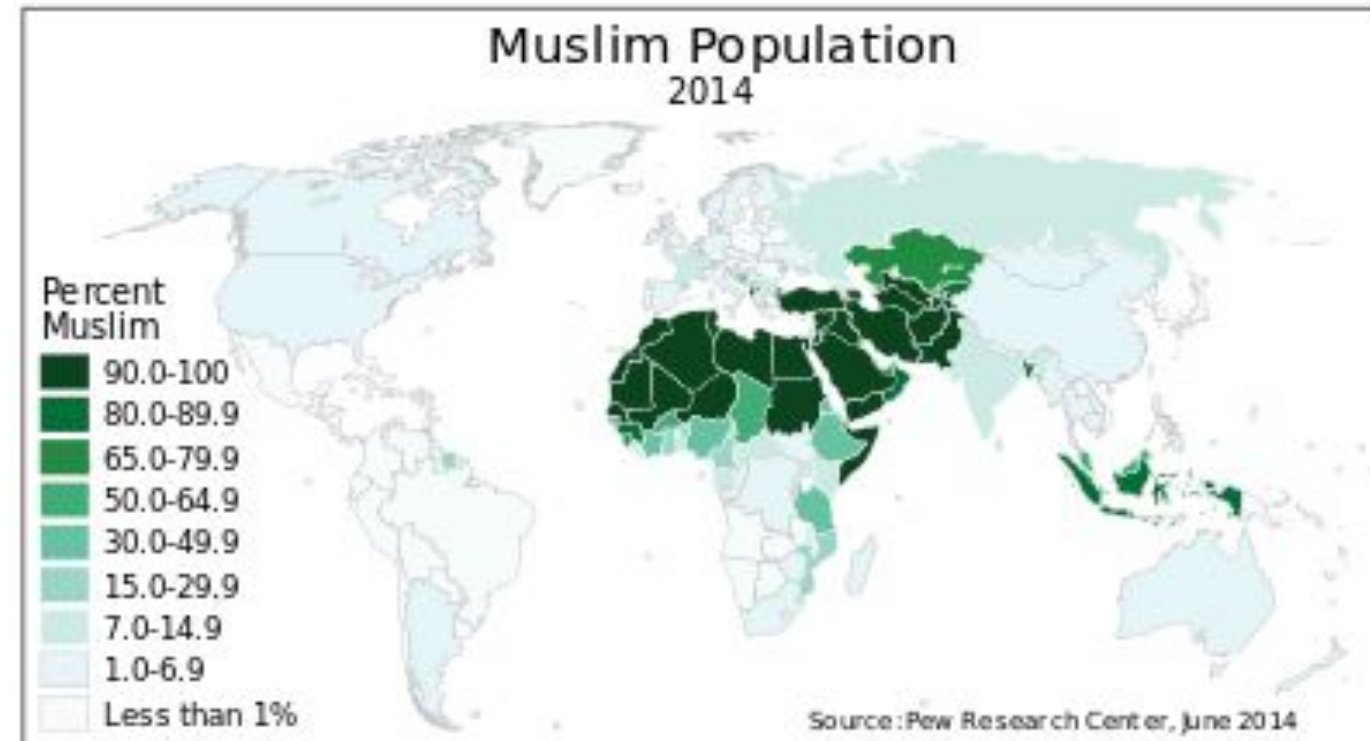 Muslim Population
2014
Percent
Muslim
90.0-100
80.0-89.9
65.0-79.9
50.0-64.9
30.0-49.9
15.0-29.9
7.0-14.9
1.0-6.9
Less than 1%
Source:Pew Research Center, June 2014